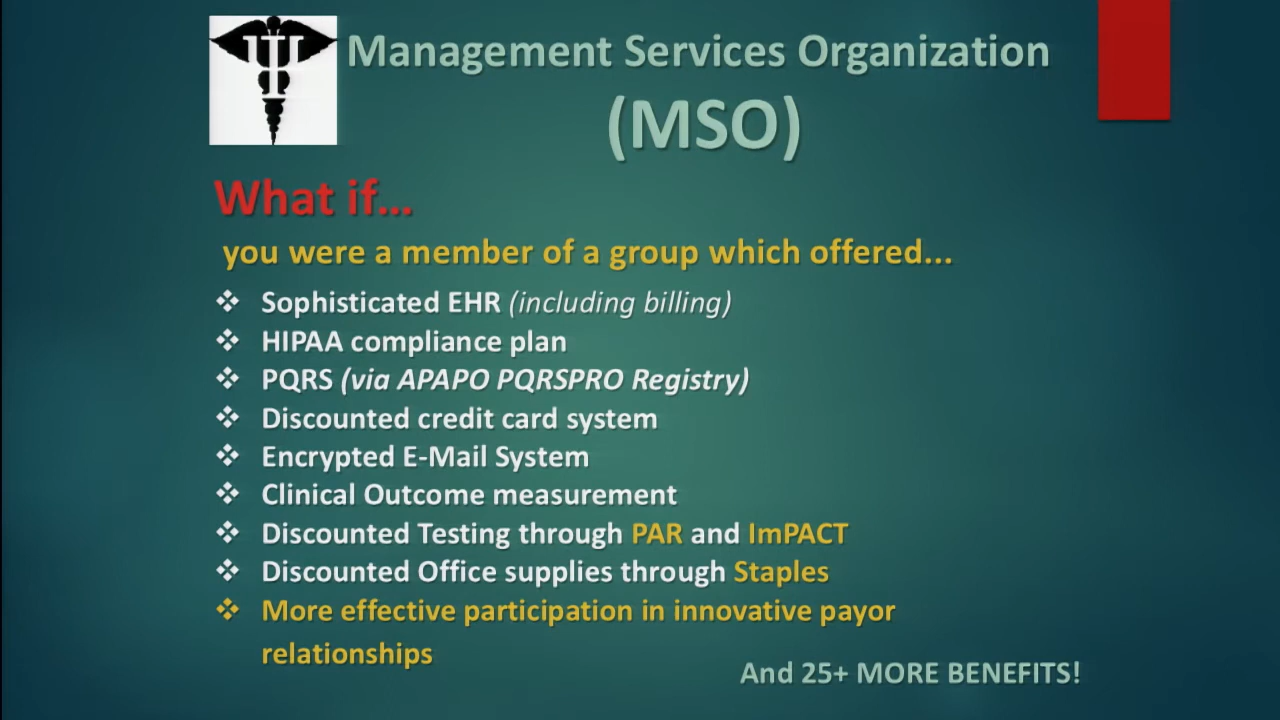 Management Services Organization
(MSO)
What if...
you were a member of a group which offered...
❖ Sophisticated EHR (including billing)
❖ HIPAA compliance plan
❖ PQRS (via APAPO PQRSPRO Registry)
❖ Discounted credit card system
❖ Encrypted E-Mail System
❖ Clinical Outcome measurement
❖ Discounted Testing through PAR and ImPACT
❖ Discounted Office supplies through Staples
❖ More effective participation in innovative payor
relationships
And 25+ MORE BENEFITS!